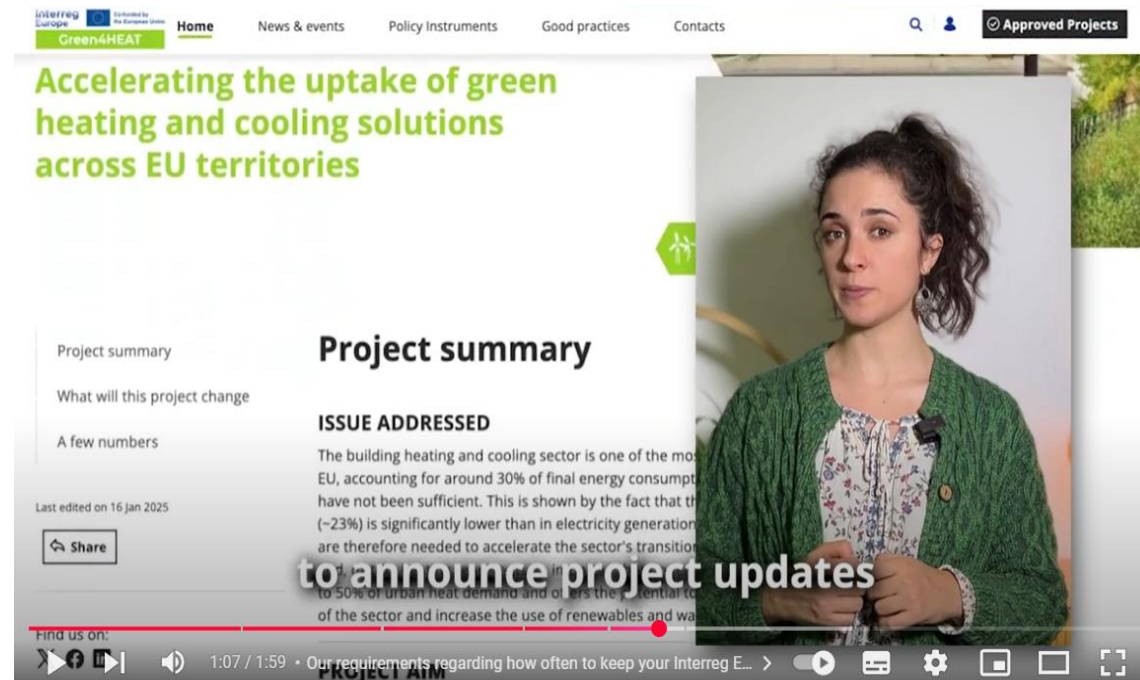 Interreg
Europe
Co-funded by
the European Union
Green4HEAT
Home
News & events
Policy Instruments
Good practices
Contacts
Approved Projects
Accelerating the uptake of green
heating and cooling solutions
across EU territories
Project summary
What will this project change
A few numbers
Last edited on 16 Jan 2025
Share
Find us on:
Project summary
ISSUE ADDRESSED
The building heating and cooling sector is one of the mo
EU, accounting for around 30% of final energy consumpt
have not been sufficient. This is shown by the fact that th
(~23%) is significantly lower than in electricity generation
are therefore needed to accelerate the sector's transition
to 50% of urban heat demand and offers the potential to
of the sector and increase the use of renewables and wa
PROJECT AIM
to announce project updates
1:07 / 1:59 • Our requirements regarding how often to keep your Interreg E...